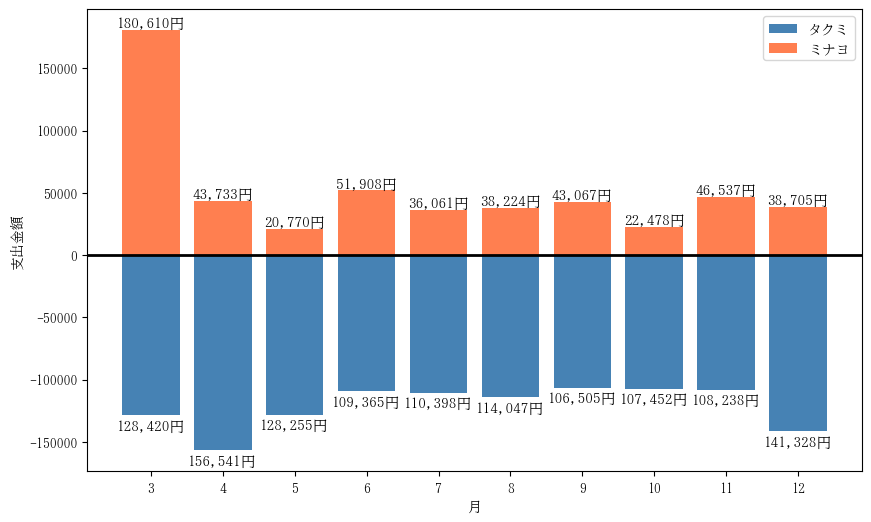 180,610円
タクミ
ミナヨ
150000
100000
50000
0
-50000
-100000
-150000
支出金額
43,733円
20,770円
51,908円
36,061円
38,224円
43,067円
22,478円
46,537円
38,705円
128,420円
156,541円
128,255円
109,365円
110,398円
114,047円
106,505円
107,452円
108,238円
141,328円
3 4 5 6 7 8 9 10 11 12
月